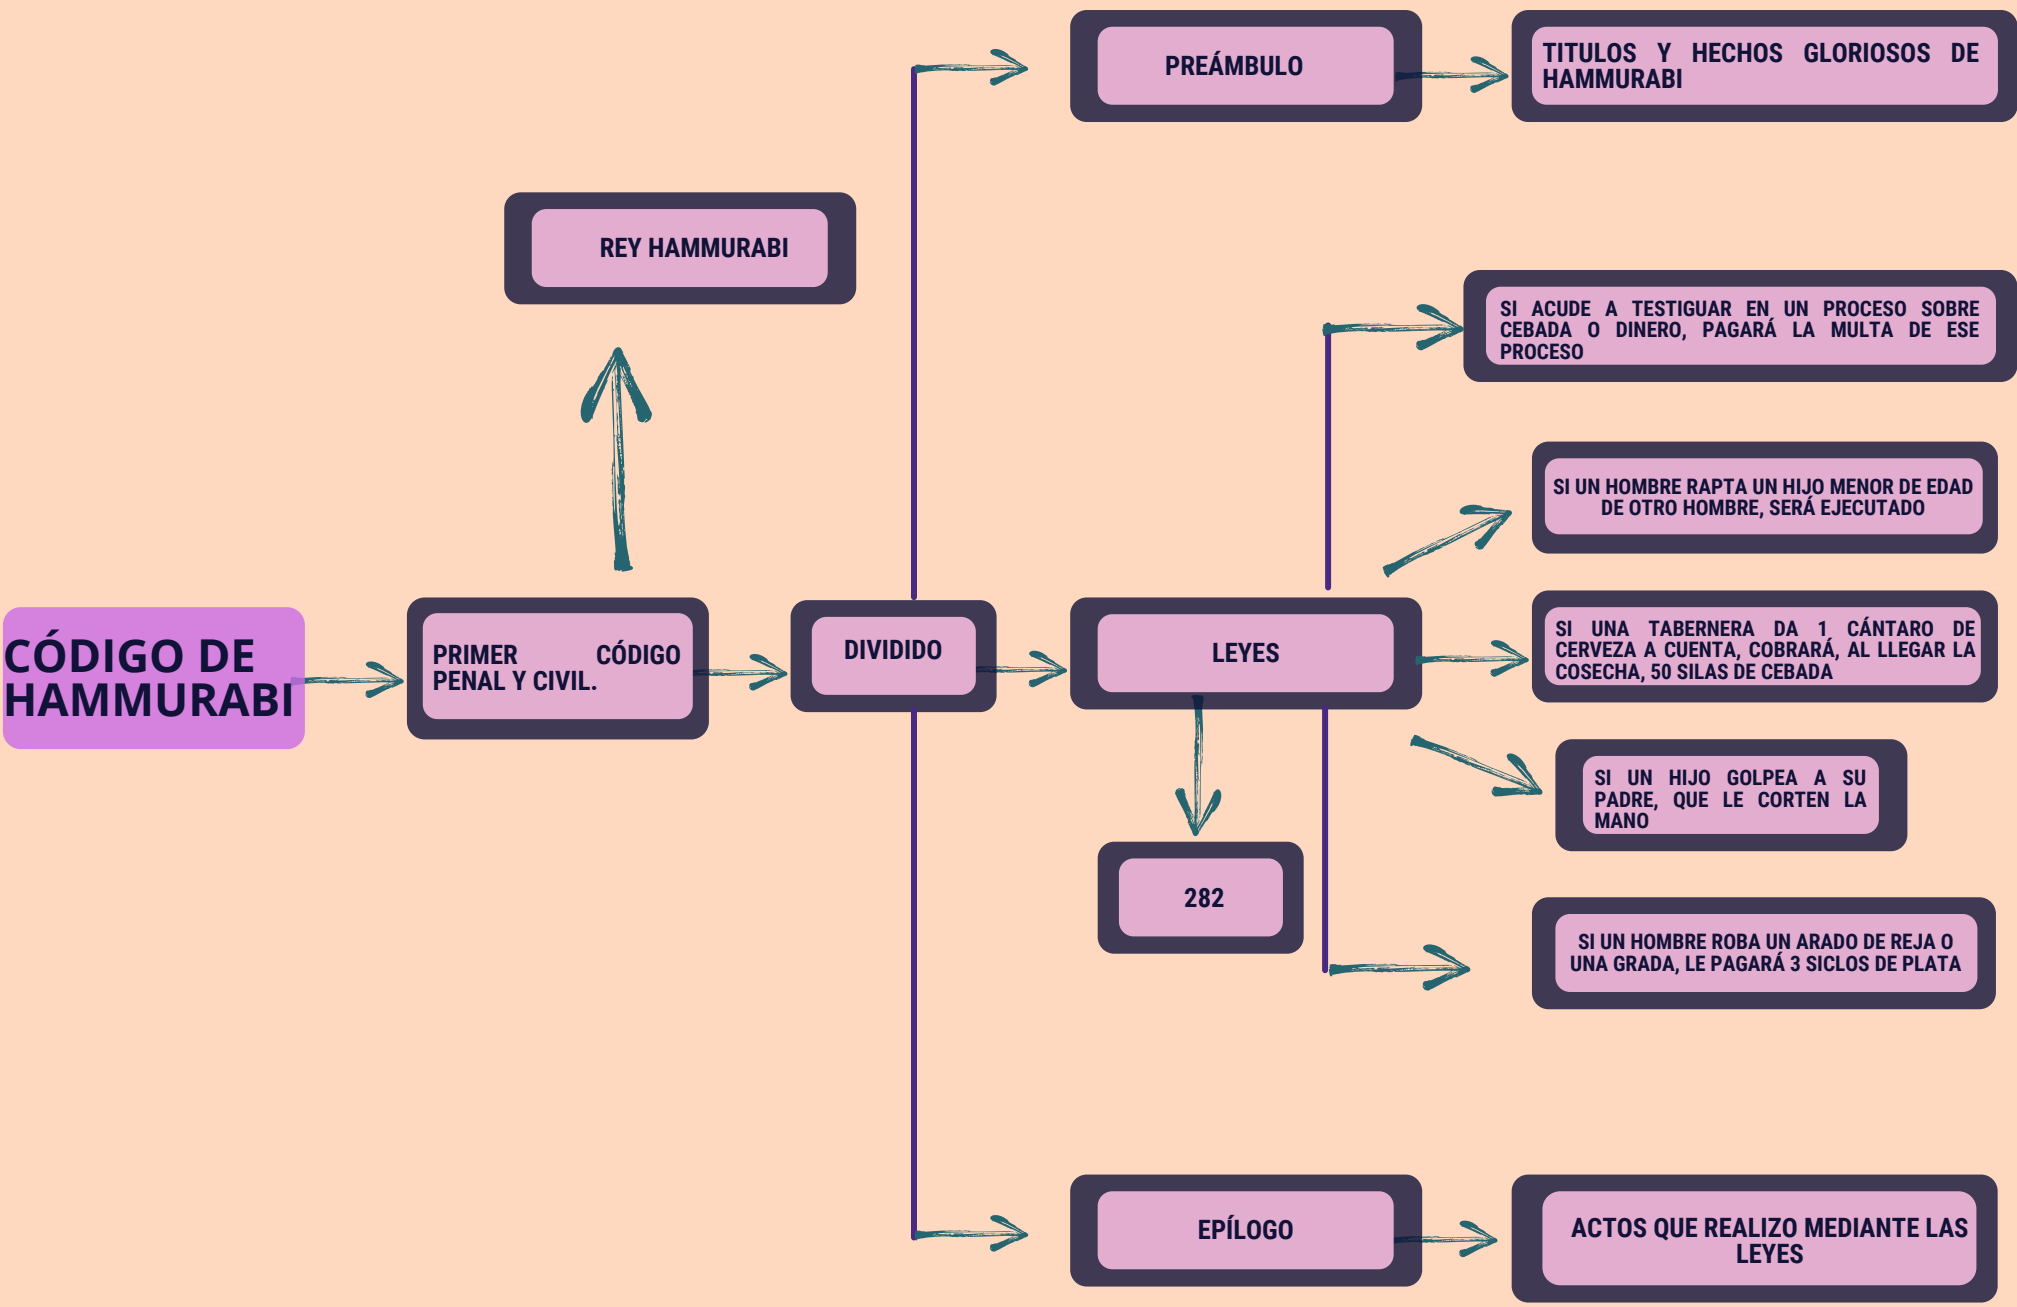 CÓDIGO DE
HAMMURABI
PRIMER CÓDIGO
PENAL Y CIVIL.
REY HAMMURABI
DIVIDIDO
PREÁMBULO
TITULOS Y HECHOS GLORIOSOS DE
HAMMURABI
LEYES
282
SI ACUDE A TESTIGUAR EN UN PROCESO SOBRE
CEBADA O DINERO, PAGARÁ LA MULTA DE ESE
PROCESO
SI UN HOMBRE RAPTA UN HIJO MENOR DE EDAD
DE OTRO HOMBRE, SERÁ EJECUTADO
SI UNA TABERNERA DA 1 CÁNTARO DE
CERVEZA A CUENTA, COBRARÁ, AL LLEGAR LA
COSECHA, 50 SILAS DE CEBADA
SI UN HIJO GOLPEA A SU
PADRE, QUE LE CORTEN LA
MANO
SI UN HOMBRE ROBA UN ARADO DE REJA O
UNA GRADA, LE PAGARÁ 3 SICLOS DE PLATA
EPÍLOGO
ACTOS QUE REALIZO MEDIANTE LAS
LEYES